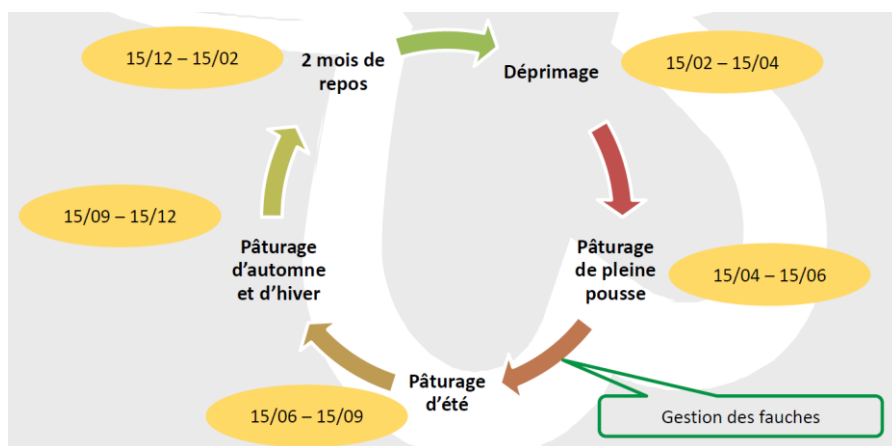 15/12 – 15/02
2 mois de
repos
Déprimage
15/02 – 15/04
15/09 – 15/12
Pâturage
d’automne
et d’hiver
Pâturage
de pleine
pousse
15/04 – 15/06
Pâturage
d’été
15/06 – 15/09
Gestion des fauches